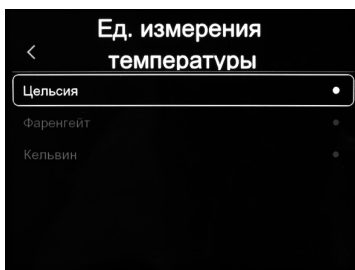 Ед. измерения
температуры
Цельсия
Фаренгейт
Кельвин